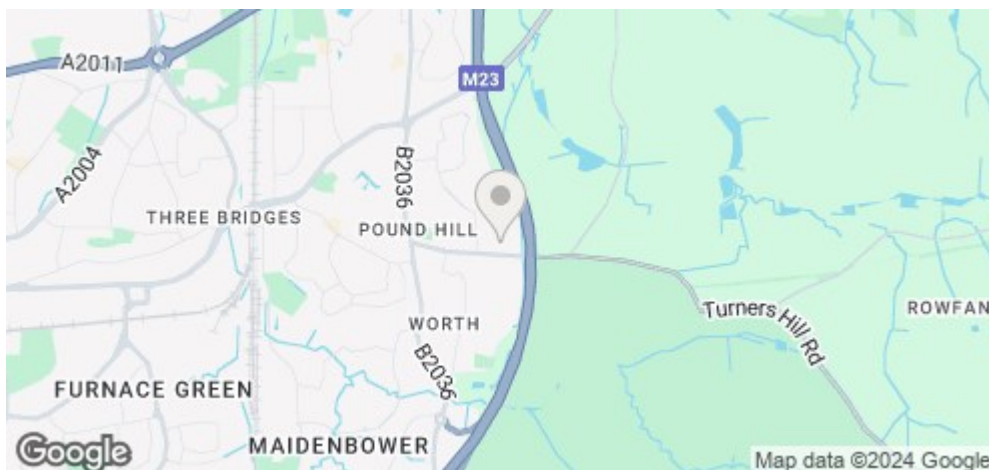 A2011
M23
A2004
B2036
THREE BRIDGES
POUND HILL
WORTH
B2036
Turners Hill Rd
ROWFAN
FURNACE GREEN
MAIDENBOWER
Google
Map data ©2024 Google